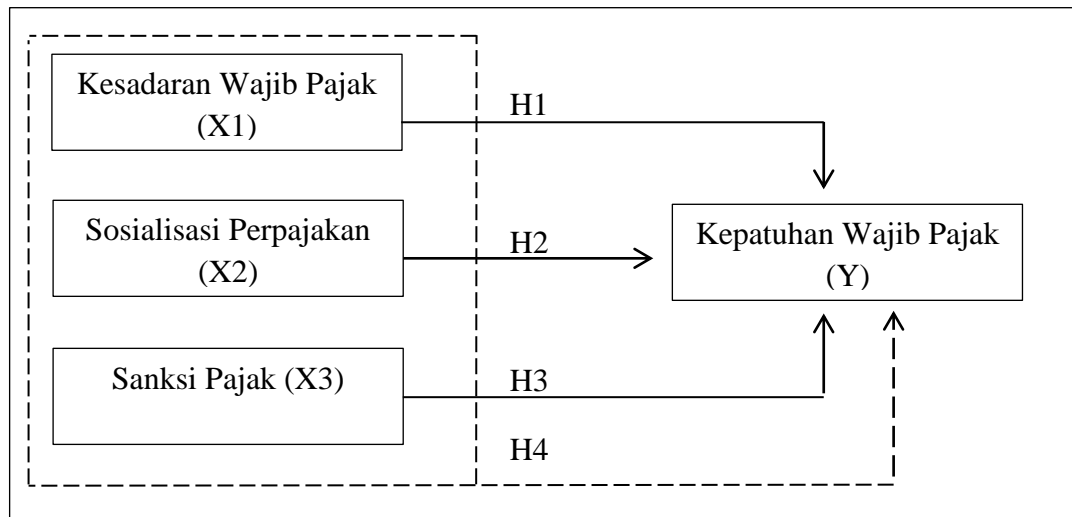 Kesadaran Wajib Pajak
(X1)
H1
Sosialisasi Perpajakan
(X2)
H2
Kepatuhan Wajib Pajak
(Y)
Sanksi Pajak (X3)
H3
H4